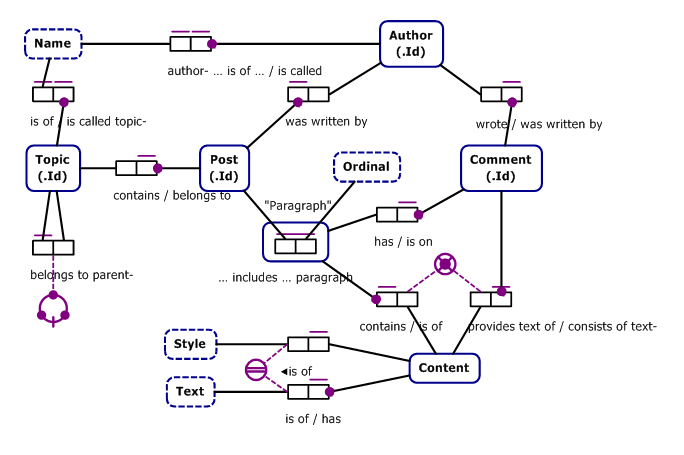 Name
Author
(.Id)
author- ... is of ... / is called
is of / is called topic-
was written by
wrote / was written by
Topic
(.Id)
Post
(.Id)
Ordinal
Comment
(.Id)
contains / belongs to
"Paragraph"
has / is on
belongs to parent-
... includes ... paragraph
contains / is of
provides text of / consists of text-
Style
◄is of
Content
Text
is of / has